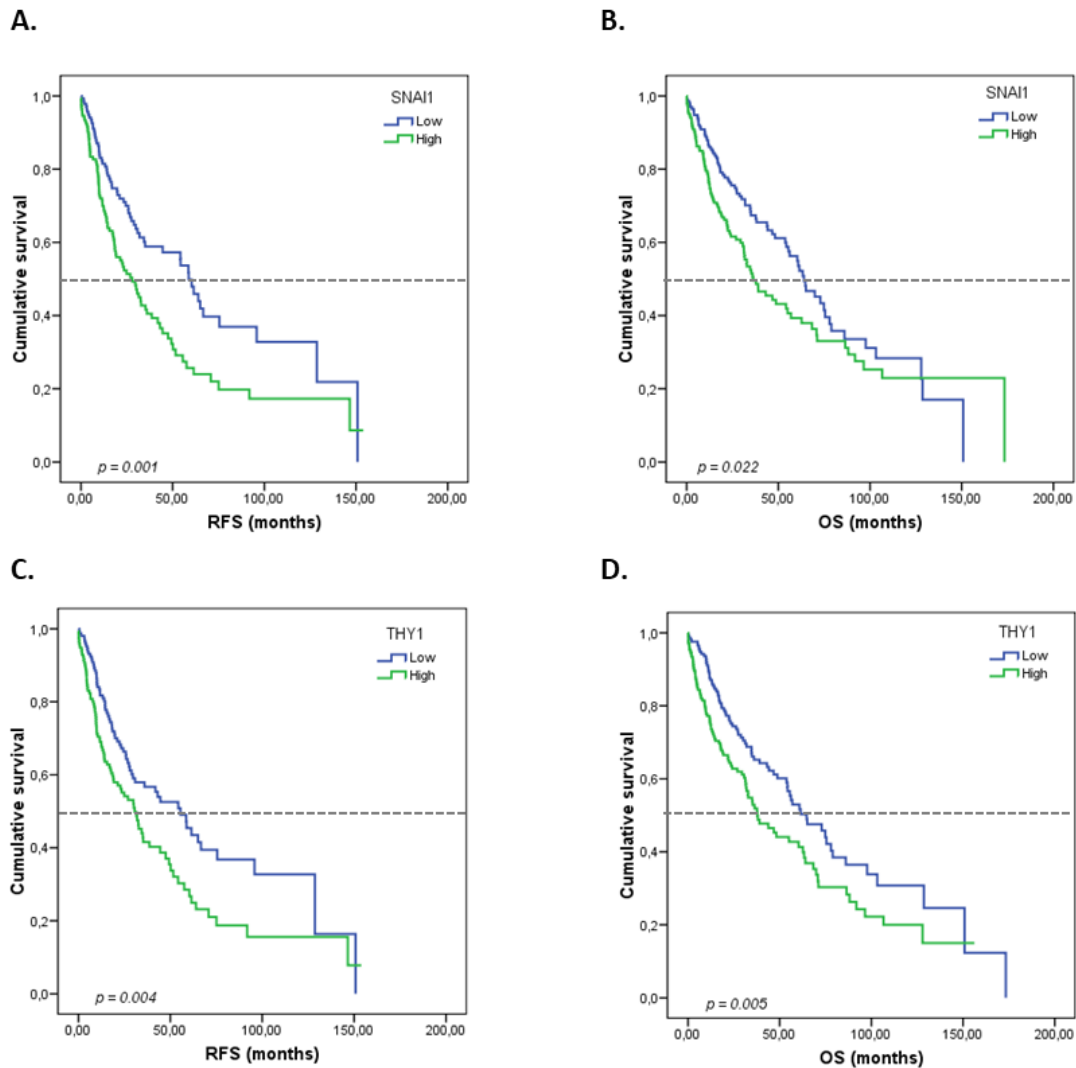 A.
SNAI1
Low
High
1,0
0,8
0,6
0,4
0,2
0,0
Cumulative survival
p = 0.001
0,00 50,00 100,00 150,00 200,00
RFS (months)
B.
SNAI1
Low
High
1,0
0,8
0,6
0,4
0,2
0,0
Cumulative survival
p = 0.022
0,00 50,00 100,00 150,00 200,00
OS (months)
C.
THY1
Low
High
1,0
0,8
0,6
0,4
0,2
0,0
Cumulative survival
p = 0.004
0,00 50,00 100,00 150,00 200,00
RFS (months)
D.
THY1
Low
High
1,0
0,8
0,6
0,4
0,2
0,0
Cumulative survival
p = 0.005
0,00 50,00 100,00 150,00 200,00
OS (months)